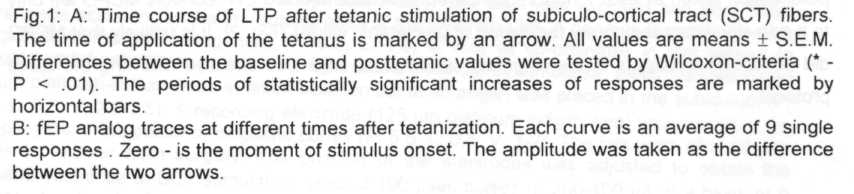 Fig.1: A: Time course of LTP after tetanic stimulation of subiculo-cortical tract (SCT) fibers.
The time of application of the tetanus is marked by an arrow. All values are means ± S.E.M.
Differences between the baseline and posttetanic values were tested by Wilcoxon-criteria (* -
P < .01). The periods of statistically significant increases of responses are marked by
horizontal bars.
B: fEP analog traces at different times after tetanization. Each curve is an average of 9 single
responses . Zero - is the moment of stimulus onset. The amplitude was taken as the difference
between the two arrows.